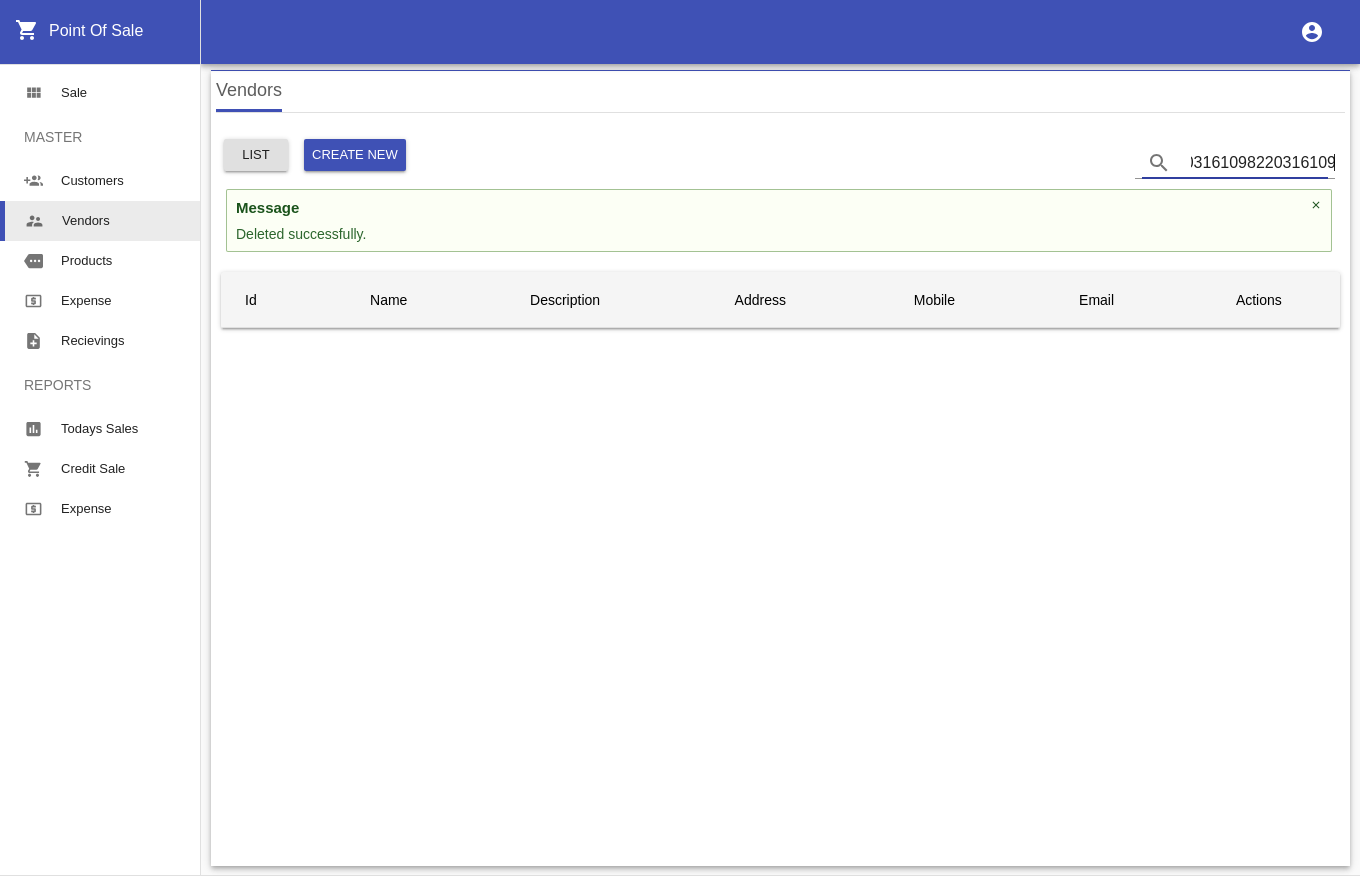 Point Of Sale
Sale
MASTER
Customers
Vendors
Products
Expense
Recievings
REPORTS
Todays Sales
Credit Sale
Expense
Vendors
LIST
CREATE NEW
03161098220316109
Message
×
Deleted successfully.
Id Name Description Address Mobile Email Actions